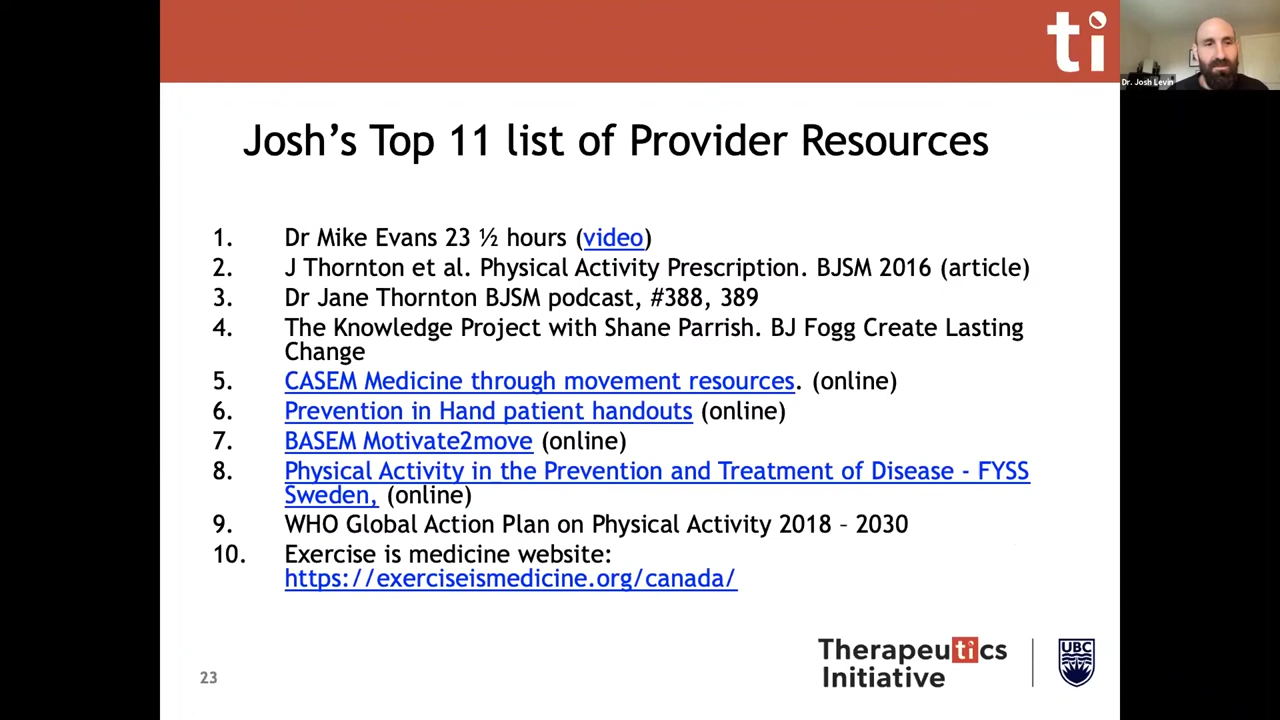 ti
Dr. Josh Levin
Josh's Top 11 list of Provider Resources
1. Dr Mike Evans 23 ½ hours (video)
2. J Thornton et al. Physical Activity Prescription. BJSM 2016 (article)
3. Dr Jane Thornton BJSM podcast, #388, 389
4. The Knowledge Project with Shane Parrish. BJ Fogg Create Lasting
Change
5. CASEM Medicine through movement resources. (online)
6. Prevention in Hand patient handouts (online)
7. BASEM Motivate2move (online)
8. Physical Activity in the Prevention and Treatment of Disease - FYSS
Sweden, (online)
9. WHO Global Action Plan on Physical Activity 2018 – 2030
10. Exercise is medicine website:
https://exerciseismedicine.org/canada/
23
Therapeutics
Initiative
UBC